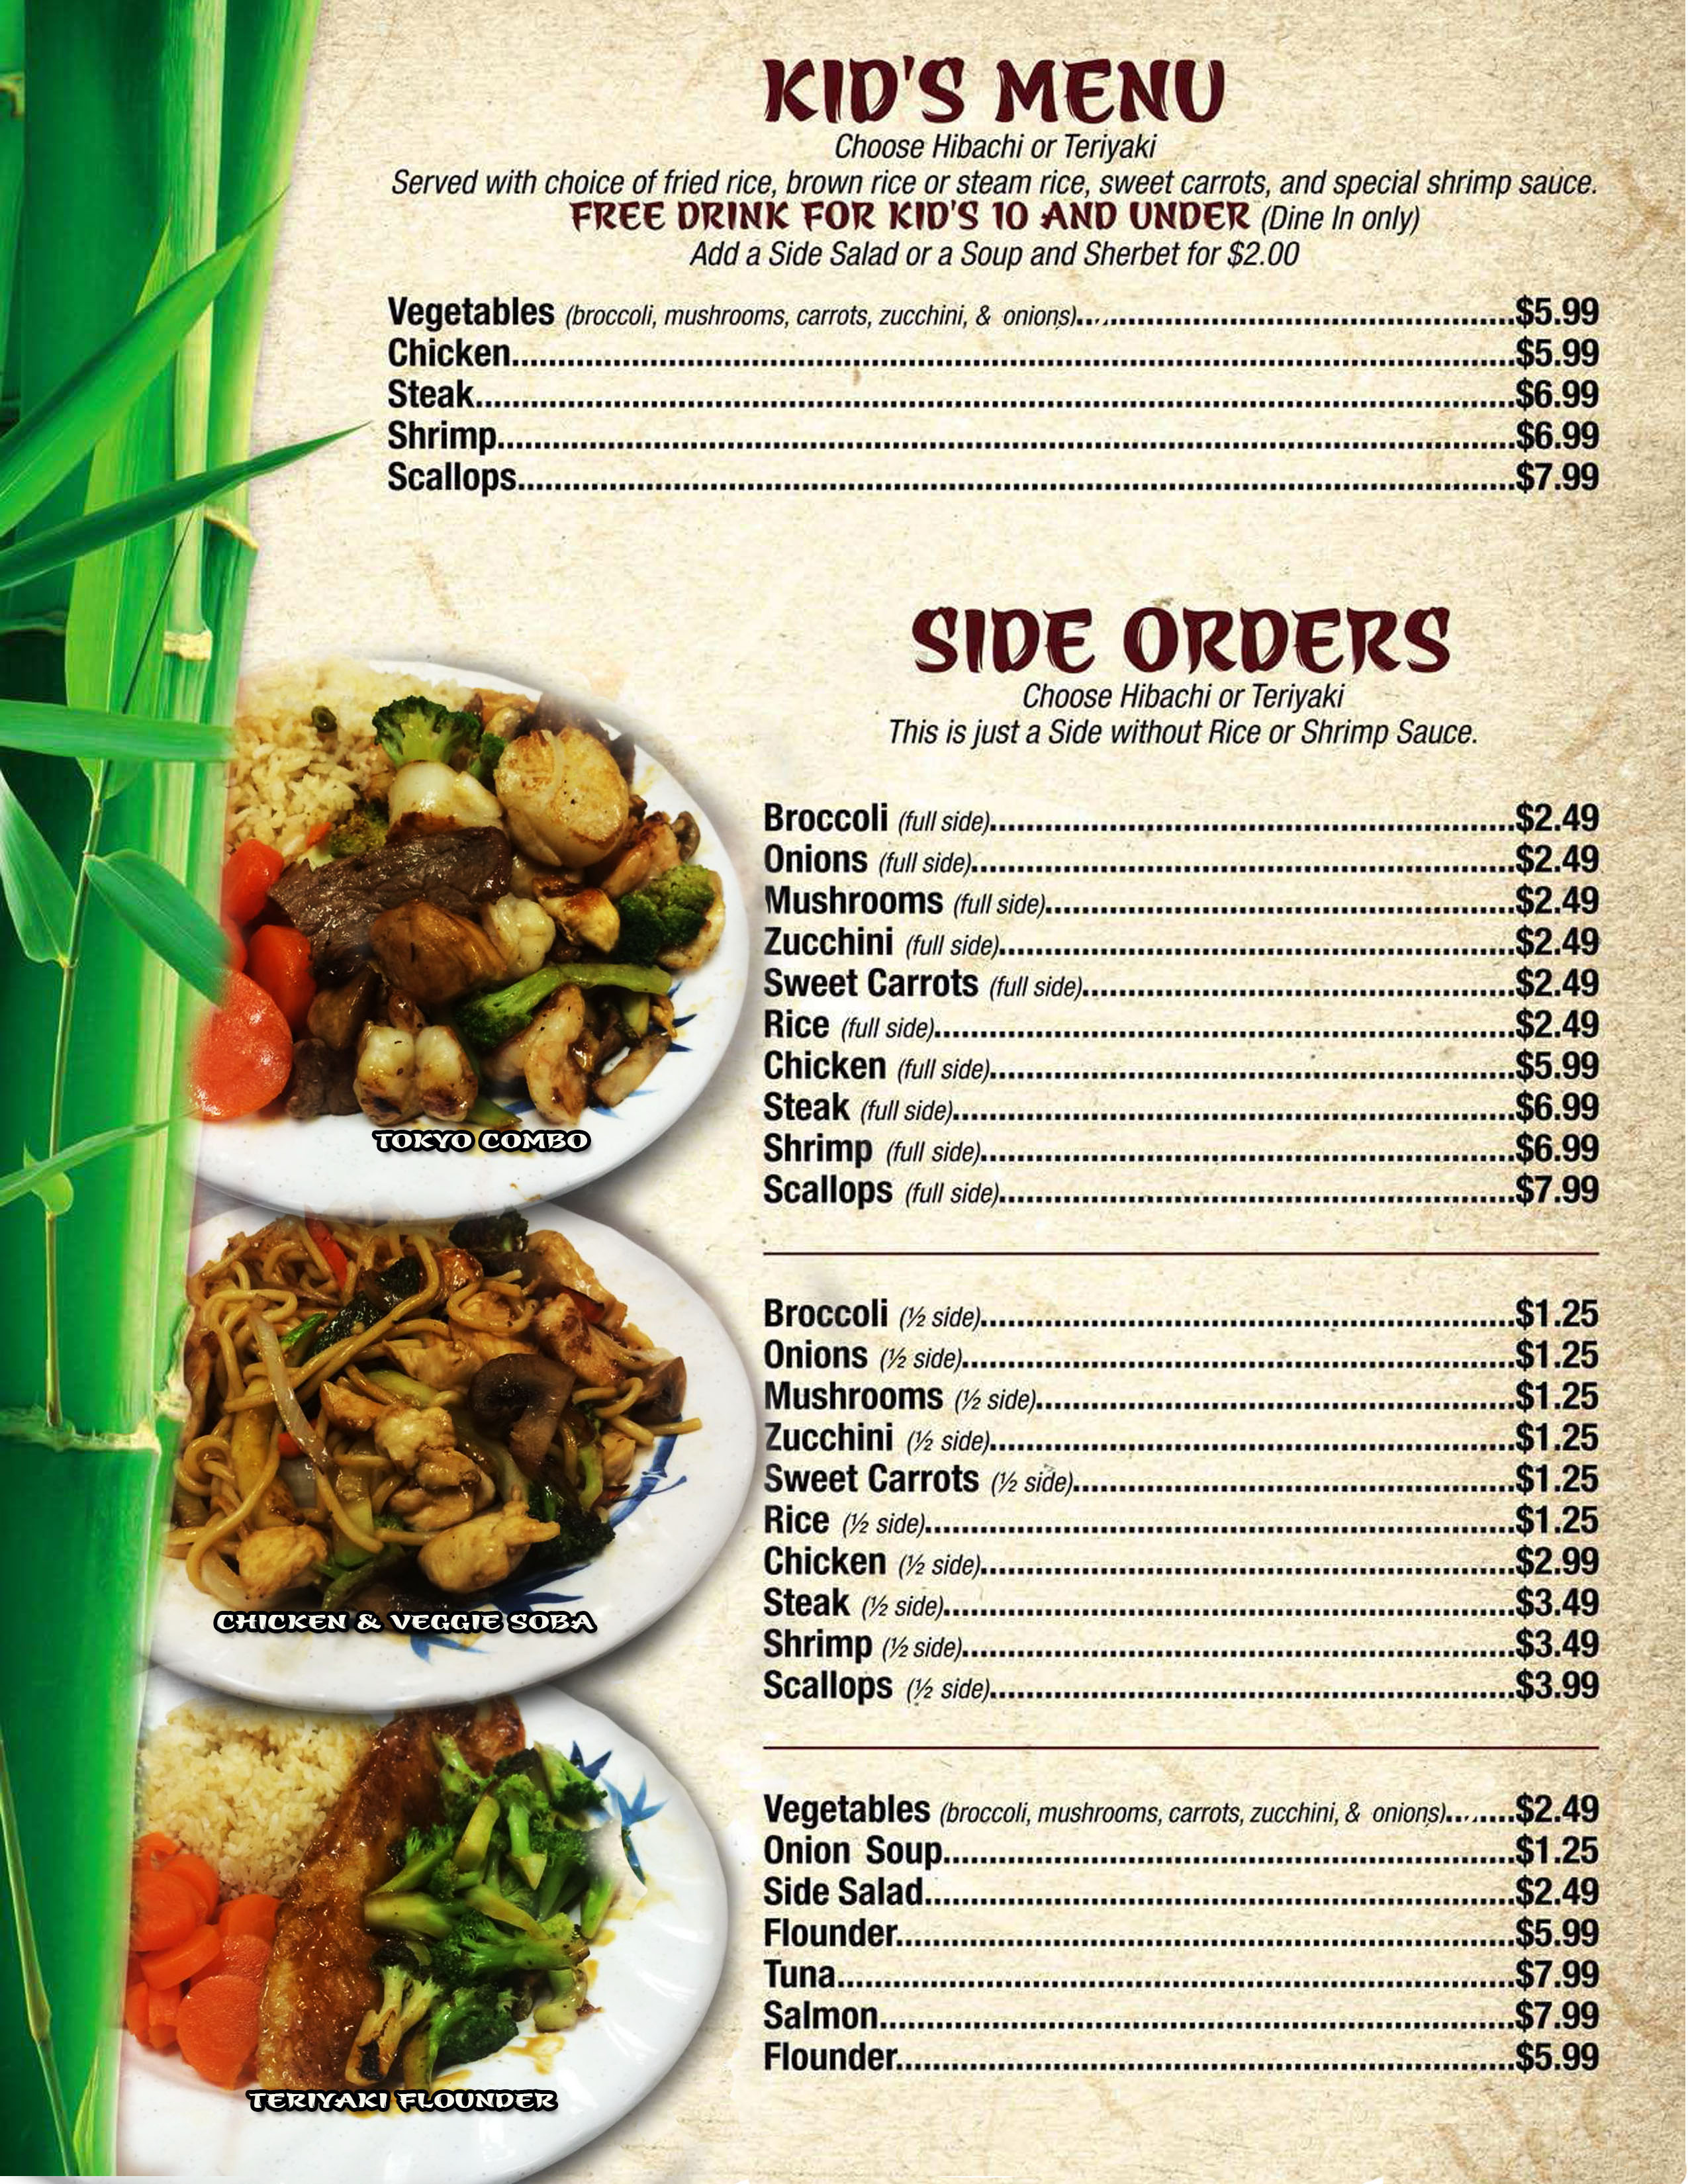 KID'S MENU
Choose Hibachi or Teriyaki
Served with choice of fried rice, brown rice or steam rice, sweet carrots, and special shrimp sauce.
FREE DRINK FOR KID'S 10 AND UNDER (Dine In only)
Add a Side Salad or a Soup and Sherbet for $2.00
Vegetables (broccoli, mushrooms, carrots, zucchini, & onions)...$5.99
Chicken...$5.99
Steak...$6.99
Shrimp...$6.99
Scallops...$7.99
SIDE ORDERS
Choose Hibachi or Teriyaki
This is just a Side without Rice or Shrimp Sauce.
Broccoli (full side)...$2.49
Onions (full side)...$2.49
Mushrooms (full side)...$2.49
Zucchini (full side)...$2.49
Sweet Carrots (full side)...$2.49
Rice (full side)...$2.49
Chicken (full side)...$5.99
Steak (full side)...$6.99
Shrimp (full side)...$6.99
Scallops (full side)...$7.99
TOKYO COMBO
Broccoli (½ side)...$1.25
Onions (½ side)...$1.25
Mushrooms (½ side)...$1.25
Zucchini (½ side)...$1.25
Sweet Carrots (½ side)...$1.25
Rice (½ side)...$1.25
Chicken (½ side)...$2.99
Steak (½ side)...$3.49
Shrimp (½ side)...$3.49
Scallops (½ side)...$3.99
CHICKEN & VEGGIE SOBA
Vegetables (broccoli, mushrooms, carrots, zucchini, & onions)...$2.49
Onion Soup...$1.25
Side Salad...$2.49
Flounder...$5.99
Tuna...$7.99
Salmon...$7.99
Flounder...$5.99
TERIYAKI FLOUNDER